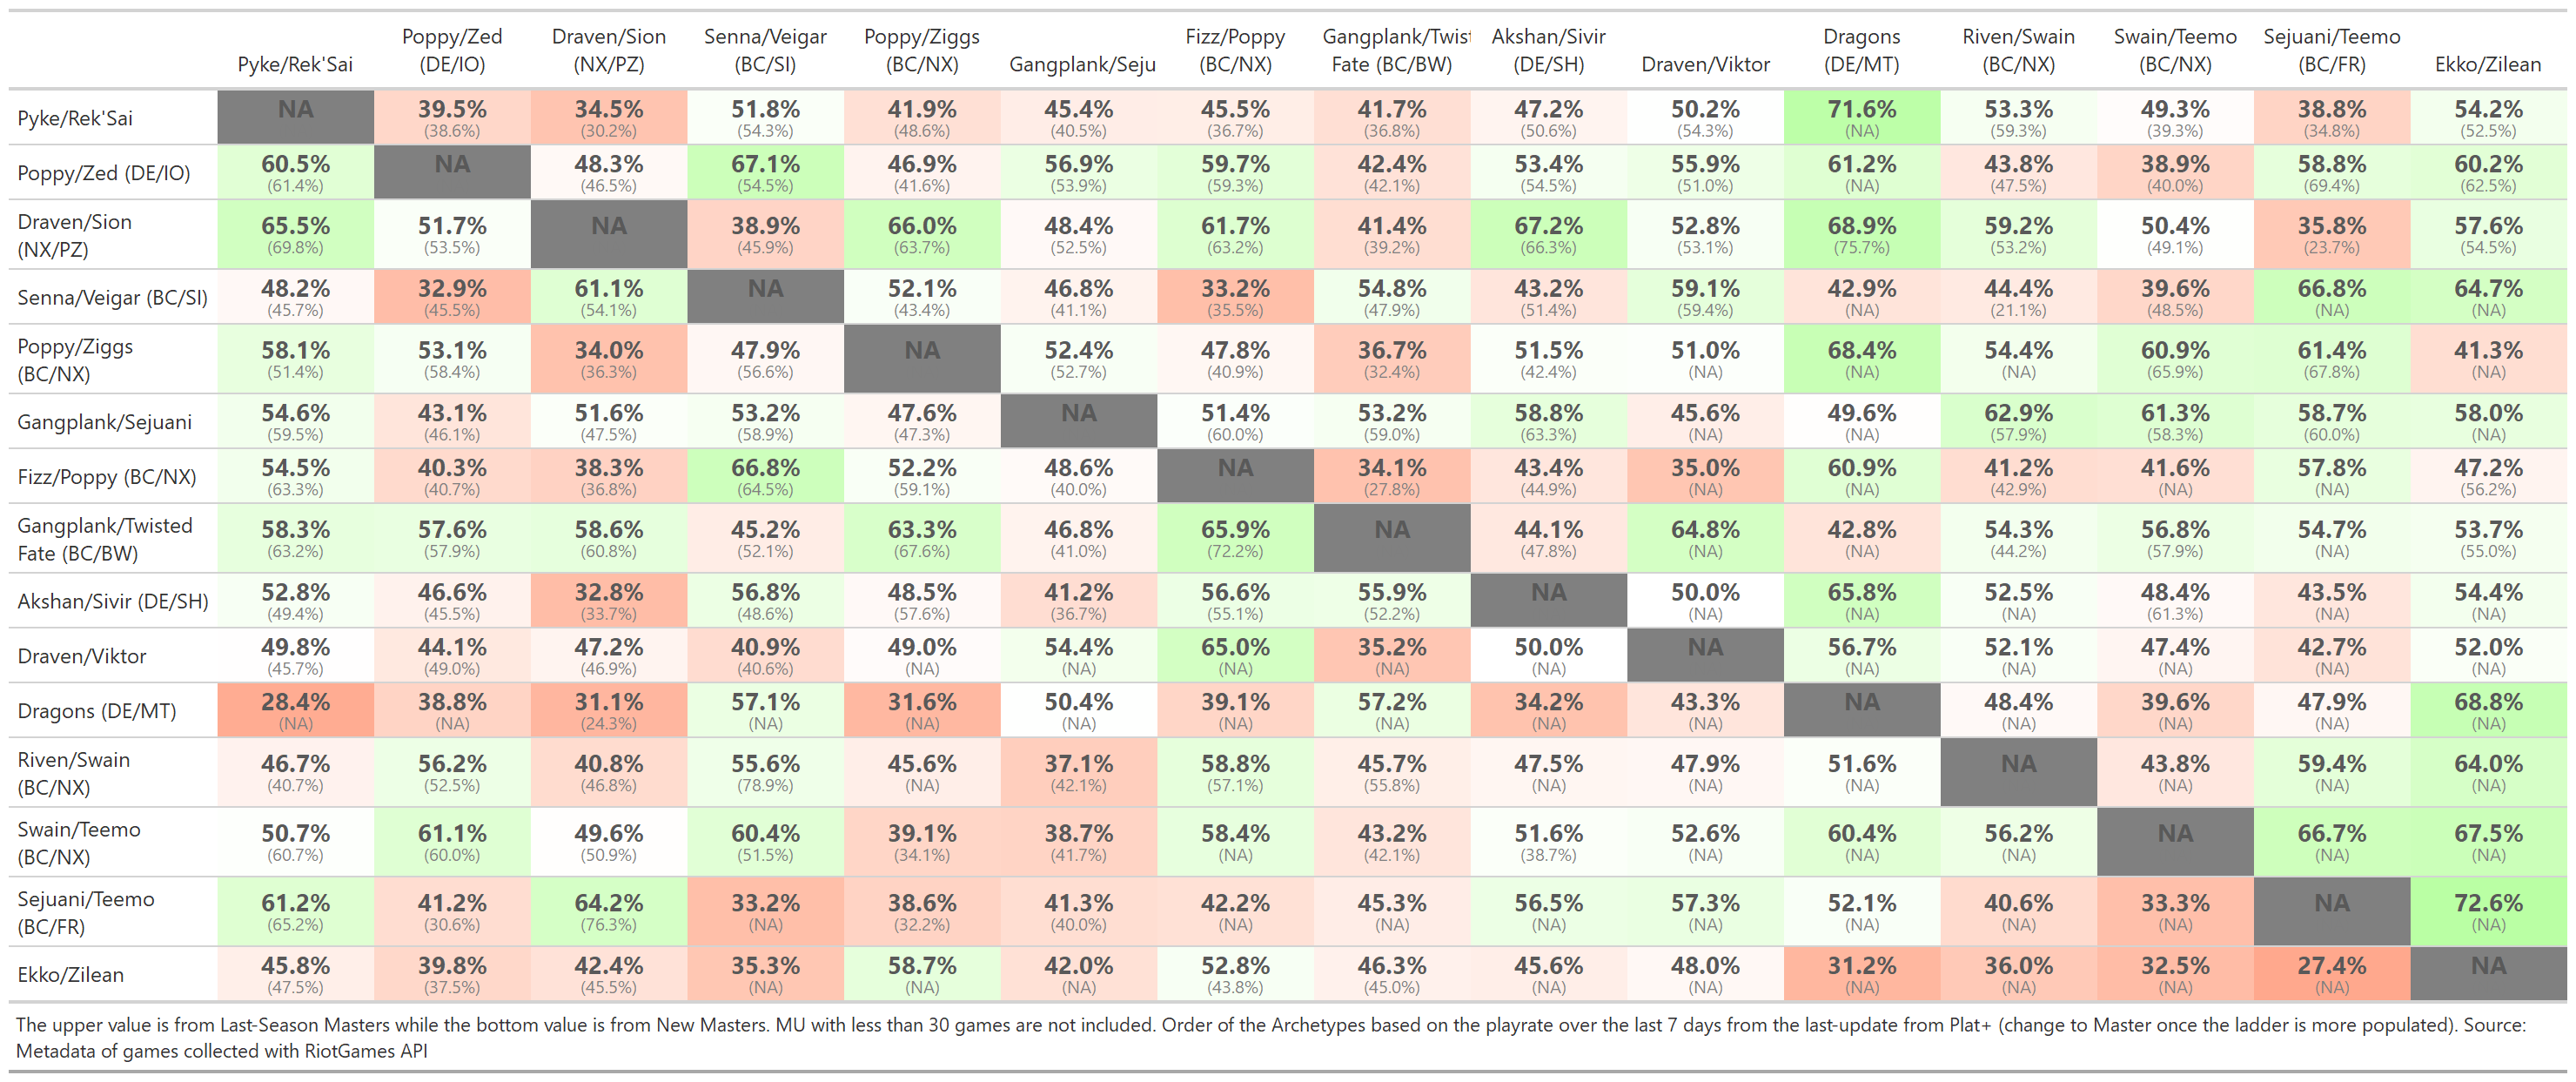 Pyke/Rek'Sai Poppy/Zed (DE/IO) Draven/Sion (NX/PZ) Senna/Veigar (BC/SI) Poppy/Ziggs (BC/NX) Gangplank/Seju Fizz/Poppy (BC/NX) Gangplank/Twist Fate (BC/BW) Akshan/Sivir (DE/SH) Draven/Viktor Dragons (DE/MT) Riven/Swain (BC/NX) Swain/Teemo (BC/NX) Sejuani/Teemo (BC/FR) Ekko/Zilean
Pyke/Rek'Sai NA 39.5% 34.5% 51.8% 41.9% 45.4% 45.5% 41.7% 47.2% 50.2% 71.6% 53.3% 49.3% 38.8% 54.2%
(38.6%) (30.2%) (54.3%) (48.6%) (40.5%) (36.7%) (36.8%) (50.6%) (54.3%) (NA) (59.3%) (39.3%) (34.8%) (52.5%)
Poppy/Zed (DE/IO) 60.5% NA 48.3% 67.1% 46.9% 56.9% 59.7% 42.4% 53.4% 55.9% 61.2% 43.8% 38.9% 58.8% 60.2%
(61.4%) (46.5%) (54.5%) (41.6%) (53.9%) (59.3%) (42.1%) (54.5%) (51.0%) (NA) (47.5%) (40.0%) (69.4%) (62.5%)
Draven/Sion 65.5% 51.7% NA 38.9% 66.0% 48.4% 61.7% 41.4% 67.2% 52.8% 68.9% 59.2% 50.4% 35.8% 57.6%
(NX/PZ) (69.8%) (53.5%) (45.9%) (63.7%) (52.5%) (63.2%) (39.2%) (66.3%) (53.1%) (75.7%) (53.2%) (49.1%) (23.7%) (54.5%)
Senna/Veigar (BC/SI) 48.2% 32.9% 61.1% NA 52.1% 46.8% 33.2% 54.8% 43.2% 59.1% 42.9% 44.4% 39.6% 66.8% 64.7%
(45.7%) (45.5%) (54.1%) (43.4%) (41.1%) (35.5%) (47.9%) (51.4%) (59.4%) (NA) (21.1%) (48.5%) (NA) (NA)
Poppy/Ziggs 58.1% 53.1% 34.0% 47.9% NA 52.4% 47.8% 36.7% 51.5% 51.0% 68.4% 54.4% 60.9% 61.4% 41.3%
(BC/NX) (51.4%) (58.4%) (36.3%) (56.6%) (52.7%) (40.9%) (32.4%) (42.4%) (NA) (NA) (NA) (65.9%) (67.8%) (NA)
Gangplank/Sejuani 54.6% 43.1% 51.6% 53.2% 47.6% NA 51.4% 53.2% 58.8% 45.6% 49.6% 62.9% 61.3% 58.7% 58.0%
(59.5%) (46.1%) (47.5%) (58.9%) (47.3%) (60.0%) (59.0%) (63.3%) (NA) (NA) (57.9%) (58.3%) (60.0%) (NA)
Fizz/Poppy (BC/NX) 54.5% 40.3% 38.3% 66.8% 52.2% 48.6% NA 34.1% 43.4% 35.0% 60.9% 41.2% 41.6% 57.8% 47.2%
(63.3%) (40.7%) (36.8%) (64.5%) (59.1%) (40.0%) (27.8%) (44.9%) (NA) (NA) (42.9%) (NA) (NA) (56.2%)
Gangplank/Twisted 58.3% 57.6% 58.6% 45.2% 63.3% 46.8% 65.9% NA 44.1% 64.8% 42.8% 54.3% 56.8% 54.7% 53.7%
Fate (BC/BW) (63.2%) (57.9%) (60.8%) (52.1%) (67.6%) (41.0%) (72.2%) (47.8%) (NA) (NA) (44.2%) (57.9%) (NA) (55.0%)
Akshan/Sivir (DE/SH) 52.8% 46.6% 32.8% 56.8% 48.5% 41.2% 56.6% 55.9% NA 50.0% 65.8% 52.5% 48.4% 43.5% 54.4%
(49.4%) (45.5%) (33.7%) (48.6%) (57.6%) (36.7%) (55.1%) (52.2%) (NA) (NA) (NA) (61.3%) (NA) (NA)
Draven/Viktor 49.8% 44.1% 47.2% 40.9% 49.0% 54.4% 65.0% 35.2% 50.0% NA 56.7% 52.1% 47.4% 42.7% 52.0%
(45.7%) (49.0%) (46.9%) (40.6%) (NA) (NA) (NA) (NA) (NA) (NA) (NA) (NA) (NA) (NA)
Dragons (DE/MT) 28.4% 38.8% 31.1% 57.1% 31.6% 50.4% 39.1% 57.2% 34.2% 43.3% NA 48.4% 39.6% 47.9% 68.8%
(NA) (NA) (24.3%) (NA) (NA) (NA) (NA) (NA) (NA) (NA) (NA) (NA) (NA) (NA)
Riven/Swain 46.7% 56.2% 40.8% 55.6% 45.6% 37.1% 58.8% 45.7% 47.5% 47.9% 51.6% NA 43.8% 59.4% 64.0%
(BC/NX) (40.7%) (52.5%) (46.8%) (78.9%) (NA) (42.1%) (57.1%) (55.8%) (NA) (NA) (NA) (NA) (NA) (NA)
Swain/Teemo 50.7% 61.1% 49.6% 60.4% 39.1% 38.7% 58.4% 43.2% 51.6% 52.6% 60.4% 56.2% NA 66.7% 67.5%
(BC/NX) (60.7%) (60.0%) (50.9%) (51.5%) (34.1%) (41.7%) (NA) (42.1%) (38.7%) (NA) (NA) (NA) (NA) (NA)
Sejuani/Teemo 61.2% 41.2% 64.2% 33.2% 38.6% 41.3% 42.2% 45.3% 56.5% 57.3% 52.1% 40.6% 33.3% NA 72.6%
(BC/FR) (65.2%) (30.6%) (76.3%) (NA) (32.2%) (40.0%) (NA) (NA) (NA) (NA) (NA) (NA) (NA) (NA)
Ekko/Zilean 45.8% 39.8% 42.4% 35.3% 58.7% 42.0% 52.8% 46.3% 45.6% 48.0% 31.2% 36.0% 32.5% 27.4% NA
(47.5%) (37.5%) (45.5%) (NA) (NA) (NA) (43.8%) (45.0%) (NA) (NA) (NA) (NA) (NA) (NA)
The upper value is from Last-Season Masters while the bottom value is from New Masters. MU with less than 30 games are not included. Order of the Archetypes based on the playrate over the last 7 days from the last-update from Plat+ (change to Master once the ladder is more populated). Source:
Metadata of games collected with RiotGames API